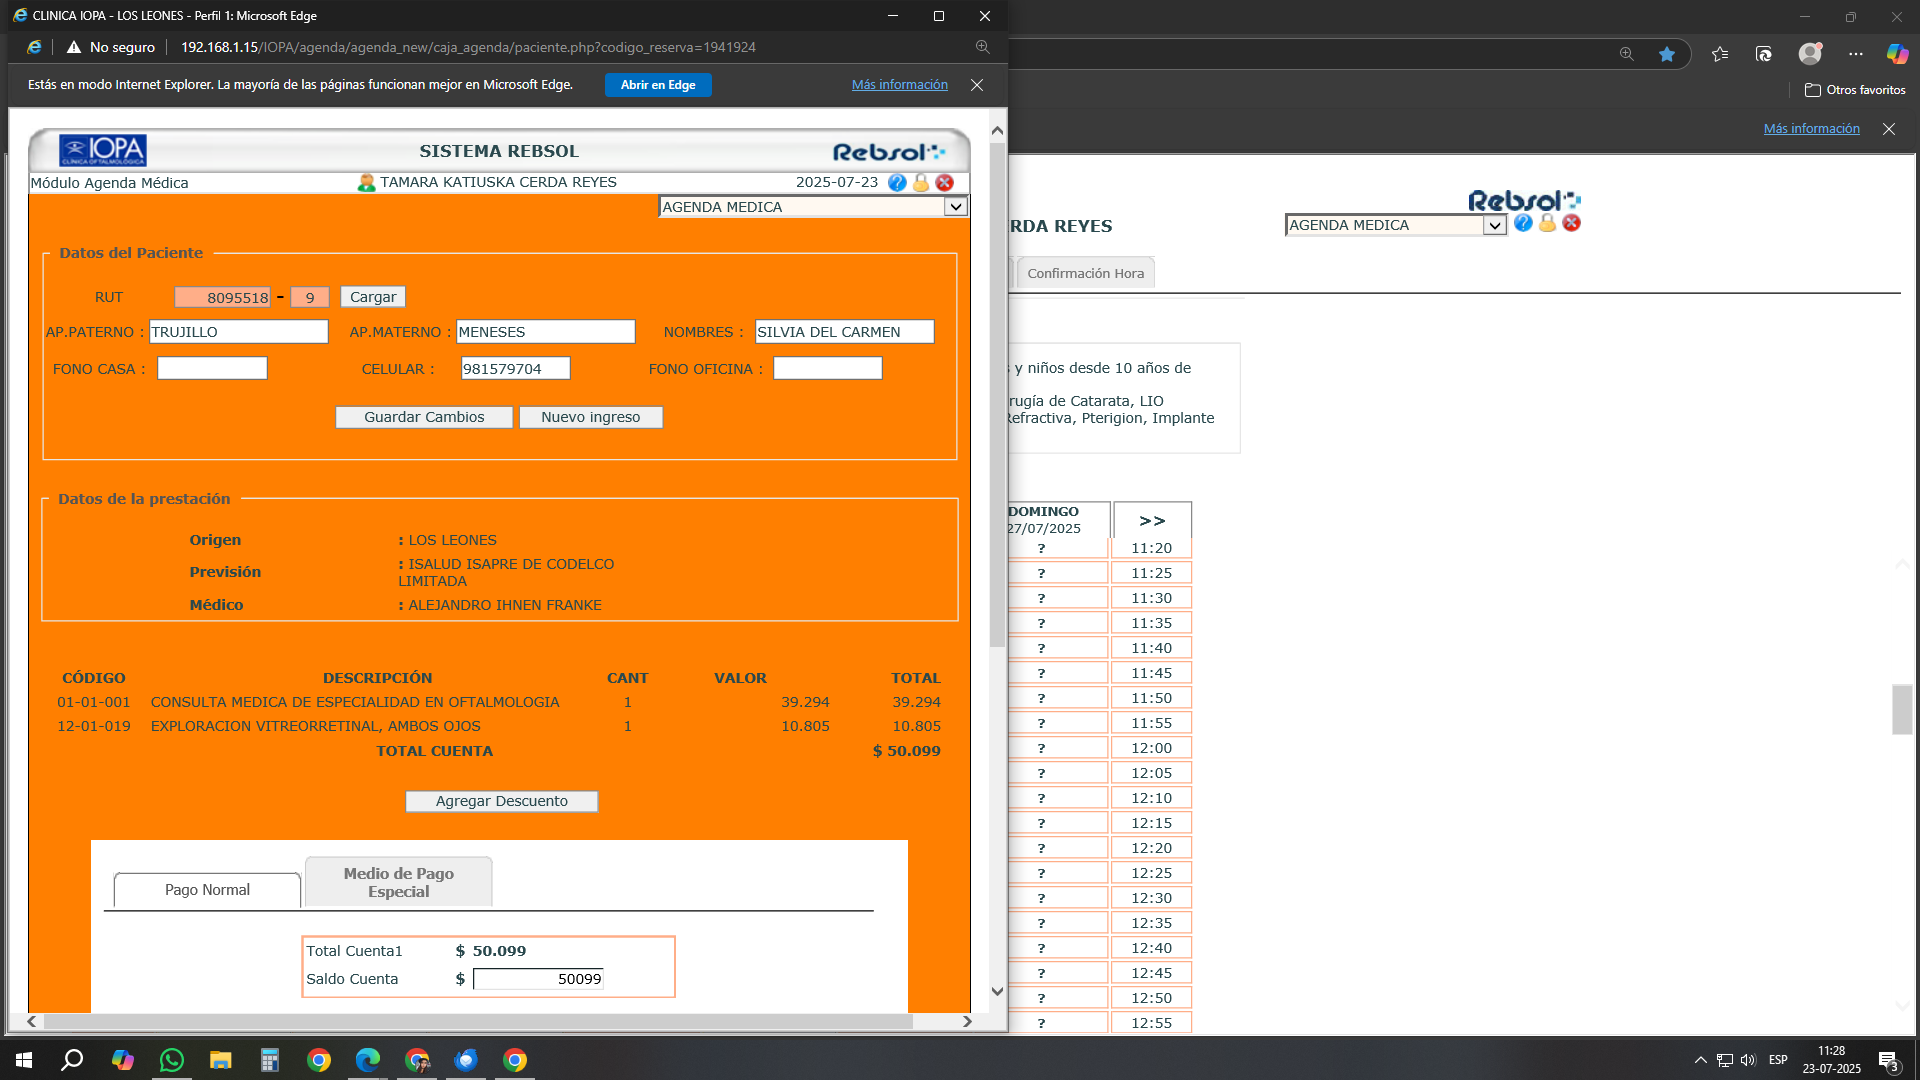 CLINICA IOPA - LOS LEONES - Perfil 1: Microsoft Edge
No seguro 192.168.1.15/IOPA/agenda/agenda_new/caja_agenda/paciente.php?codigo_reserva=1941924
Estás en modo Internet Explorer. La mayoría de las páginas funcionan mejor en Microsoft Edge. Abrir en Edge Más información
IOPA
CLINICA OFTALMOLOGICA
SISTEMA REBSOL
Rebsol
Módulo Agenda Médica TAMARA KATIUSKA CERDA REYES 2025-07-23
AGENDA MEDICA
Datos del Paciente
RUT 8095518 - 9 Cargar
AP.PATERNO : TRUJILLO AP.MATERNO : MENESES NOMBRES : SILVIA DEL CARMEN
FONO CASA : CELULAR : 981579704 FONO OFICINA :
Guardar Cambios Nuevo ingreso
Datos de la prestación
Origen : LOS LEONES
Previsión : ISALUD ISAPRE DE CODELCO
LIMITADA
Médico : ALEJANDRO IHNEN FRANKE
CÓDIGO DESCRIPCIÓN CANT VALOR TOTAL
01-01-001 CONSULTA MEDICA DE ESPECIALIDAD EN OFTALMOLOGIA 1 39.294 39.294
12-01-019 EXPLORACION VITREORRETINAL, AMBOS OJOS 1 10.805 10.805
TOTAL CUENTA $ 50.099
Agregar Descuento
Pago Normal
Medio de Pago
Especial
Total Cuenta1 $ 50.099
Saldo Cuenta $ 50099
Otros favoritos
Más información
Rebsol
RDA REYES AGENDA MEDICA
Confirmación Hora
s y niños desde 10 años de
rugía de Catarata, LIO
Refractiva, Pterigion, Implante
DOMINGO
27/07/2025 >>
? 11:20
? 11:25
? 11:30
? 11:35
? 11:40
? 11:45
? 11:50
? 11:55
? 12:00
? 12:05
? 12:10
? 12:15
? 12:20
? 12:25
? 12:30
? 12:35
? 12:40
? 12:45
? 12:50
? 12:55
ESP
11:28
23-07-2025
3